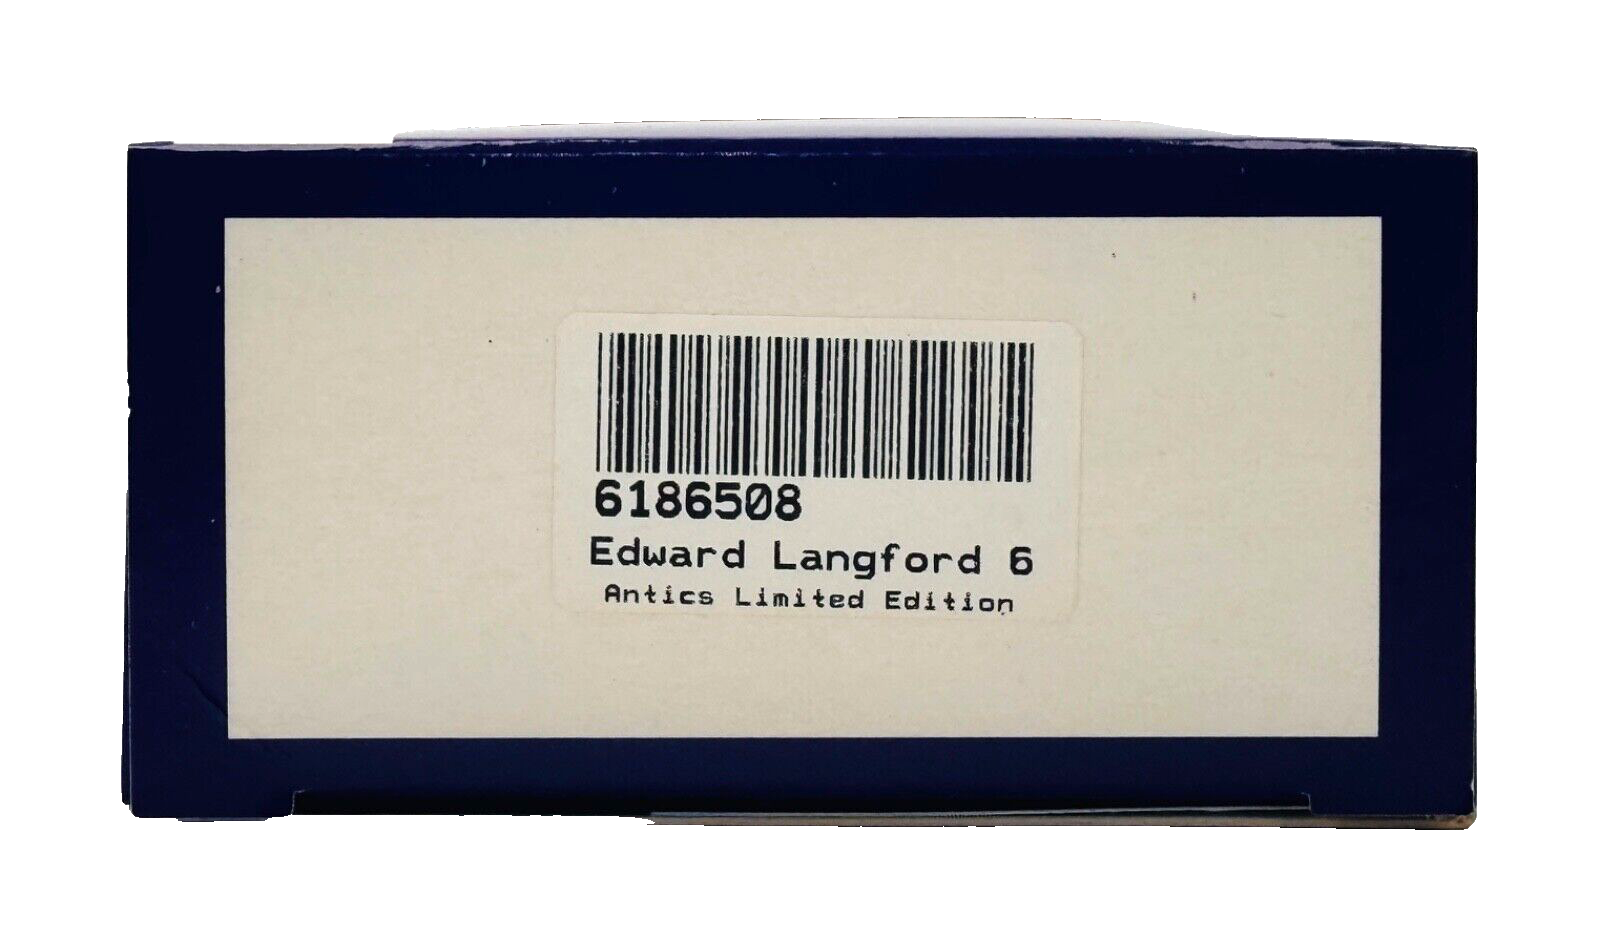 6186508
Edward Langford 6
Antics Limited Edition